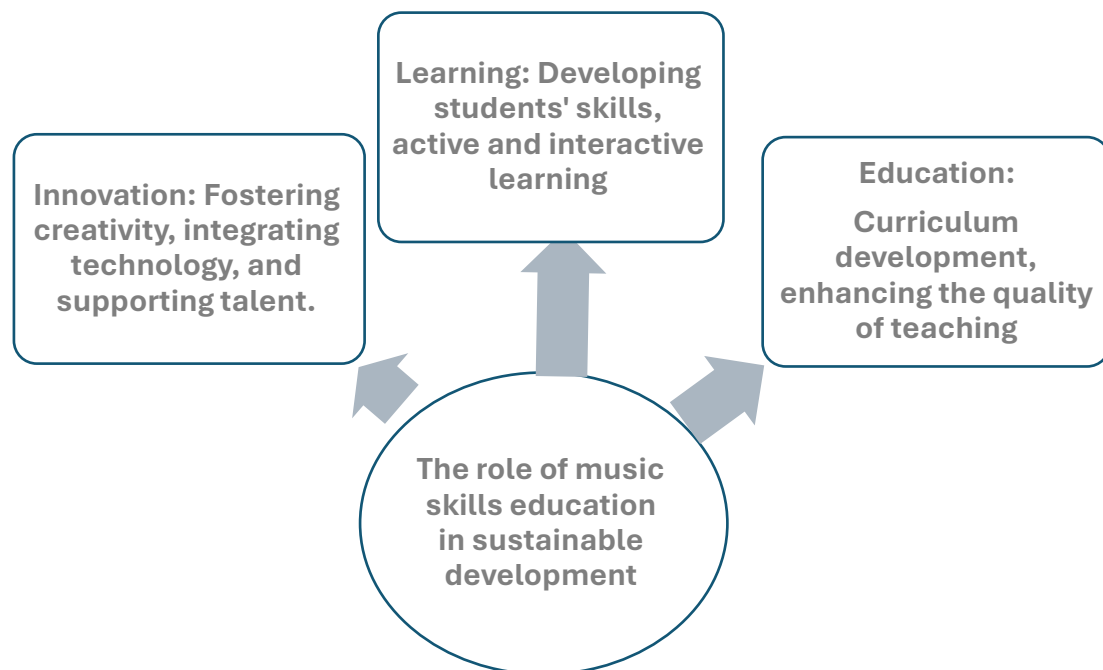 Learning: Developing
students' skills,
active and interactive
learning
Innovation: Fostering
creativity, integrating
technology, and
supporting talent.
Education:
Curriculum
development,
enhancing the quality
of teaching
The role of music
skills education
in sustainable
development